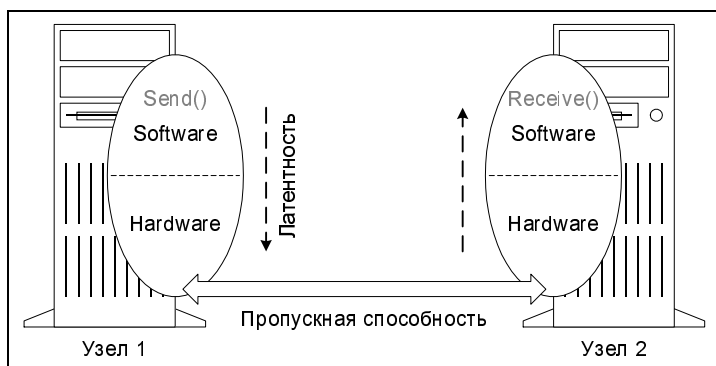 Send()
Software
Hardware
Латентность
Receive()
Software
Hardware
Пропускная способность
Узел 1
Узел 2